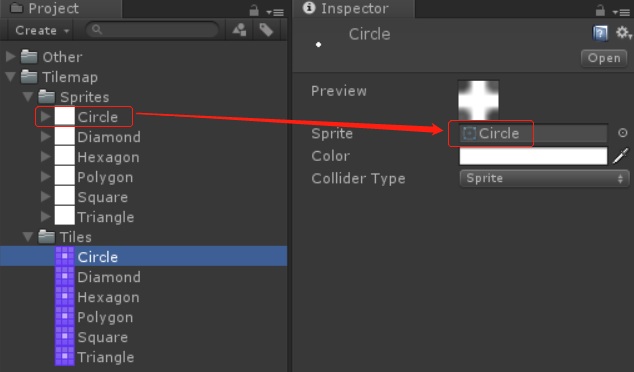 Project
Create
Other
Tilemap
Sprites
Circle
Diamond
Hexagon
Polygon
Square
Triangle
Tiles
Circle
Diamond
Hexagon
Polygon
Square
Triangle
Inspector
Circle
Open
Preview
Sprite Circle
Color
Collider Type Sprite